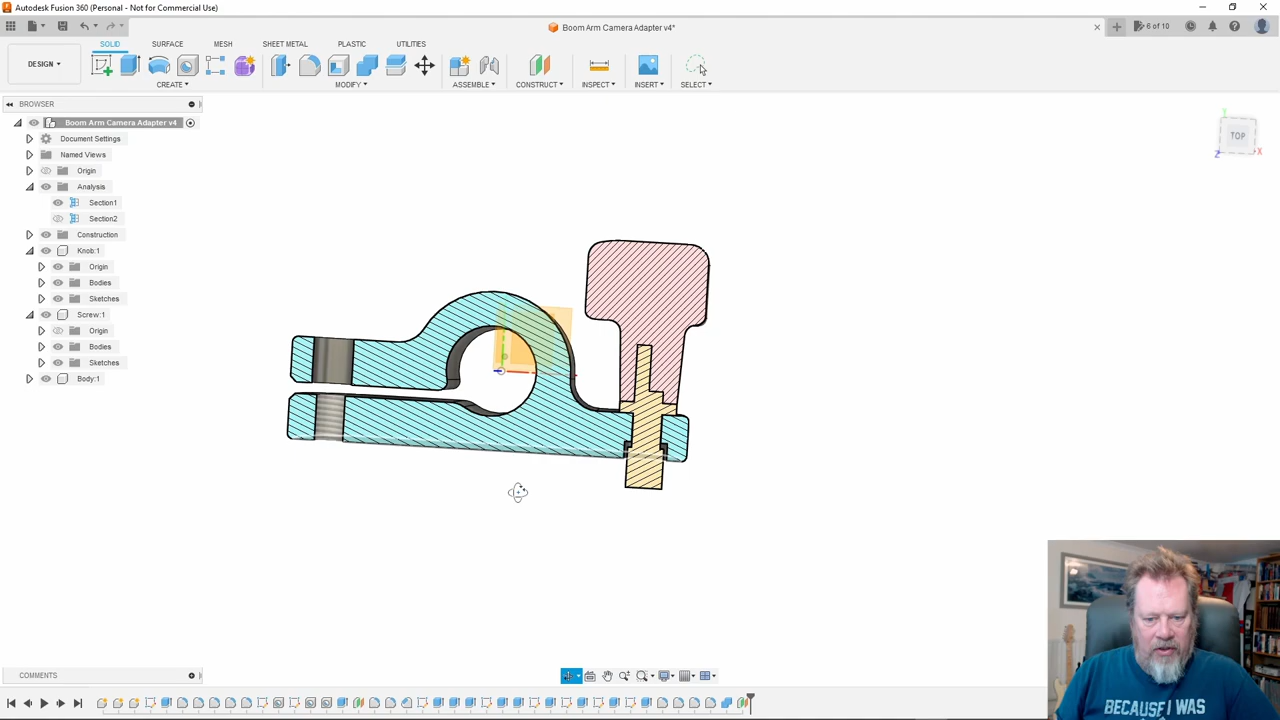 Autodesk Fusion 360 (Personal - Not for Commercial Use)
Boom Arm Camera Adapter v4*
6 of 10
SOLID
SURFACE
MESH
SHEET METAL
PLASTIC
UTILITIES
DESIGN
CREATE
MODIFY
ASSEMBLE
CONSTRUCT
INSPECT
INSERT
SELECT
BROWSER
Boom Arm Camera Adapter v4
Document Settings
Named Views
Origin
Analysis
Section1
Section2
Construction
Knob:1
Origin
Bodies
Sketches
Screw:1
Origin
Bodies
Sketches
Body:1
Y
TOP
Z
X
COMMENTS
BECAUSE I WAS